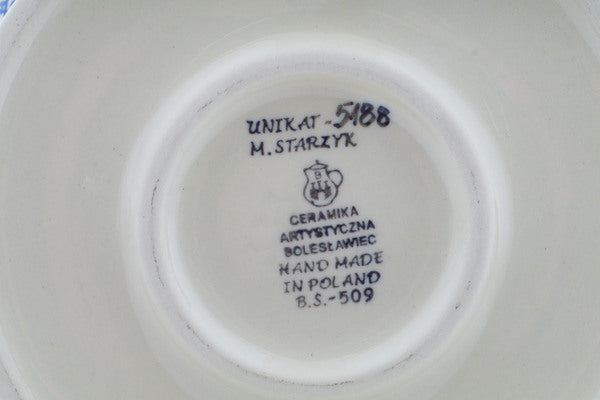 UNIKAT - 5188
M. STARZYK
B
CERAMIKA
ARTYSTYCZNA
BOLESŁAWIEC
HAND MADE
IN POLAND
B.S.-509